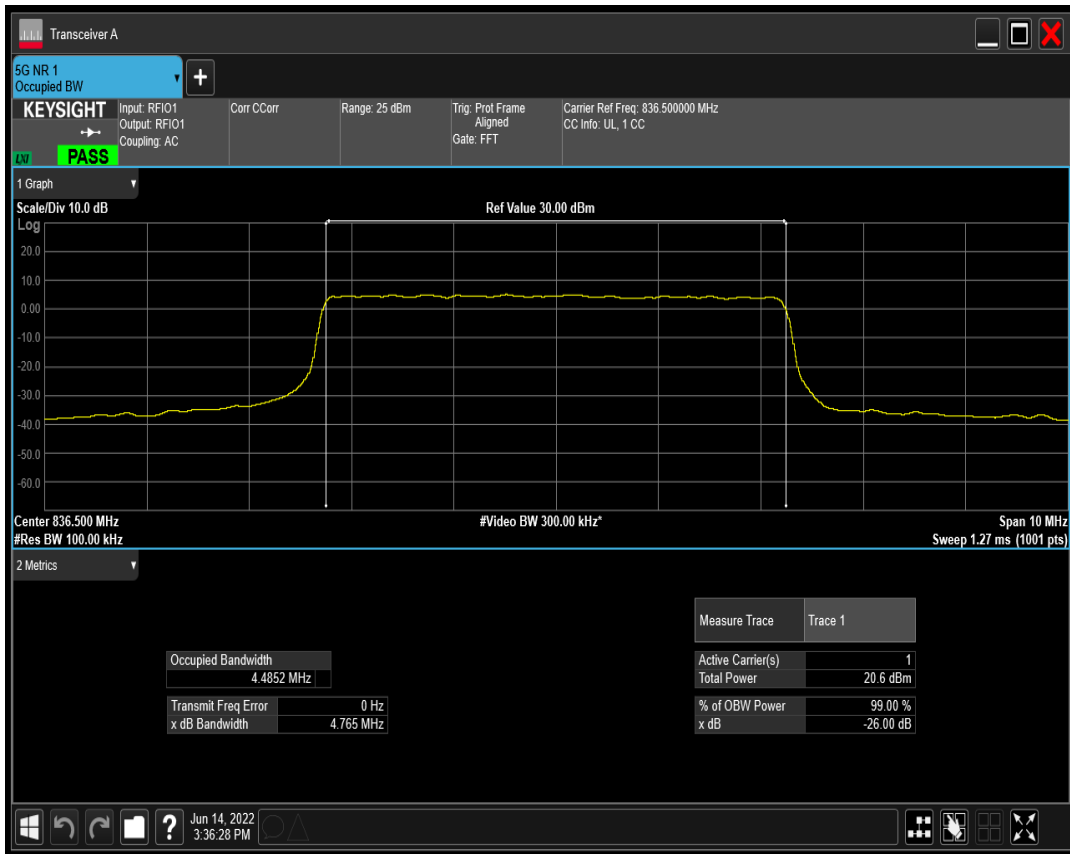 Transceiver A
5G NR 1
Occupied BW
+
KEYSIGHT
LXI
PASS
Input: RFIO1
Output: RFIO1
Coupling: AC
Corr CCorr
Range: 25 dBm
Trig: Prot Frame
Aligned
Gate: FFT
Carrier Ref Freq: 836.500000 MHz
CC Info: UL, 1 CC
1 Graph
Scale/Div 10.0 dB
Ref Value 30.00 dBm
Log
20.0
10.0
0.00
-10.0
-20.0
-30.0
-40.0
-50.0
-60.0
Center 836.500 MHz
#Video BW 300.00 kHz*
Span 10 MHz
#Res BW 100.00 kHz
Sweep 1.27 ms (1001 pts)
2 Metrics
Measure Trace Trace 1
Occupied Bandwidth
4.4852 MHz
Active Carrier(s) 1
Total Power 20.6 dBm
Transmit Freq Error 0 Hz
x dB Bandwidth 4.765 MHz
% of OBW Power 99.00 %
x dB -26.00 dB
?
Jun 14, 2022
3:36:28 PM